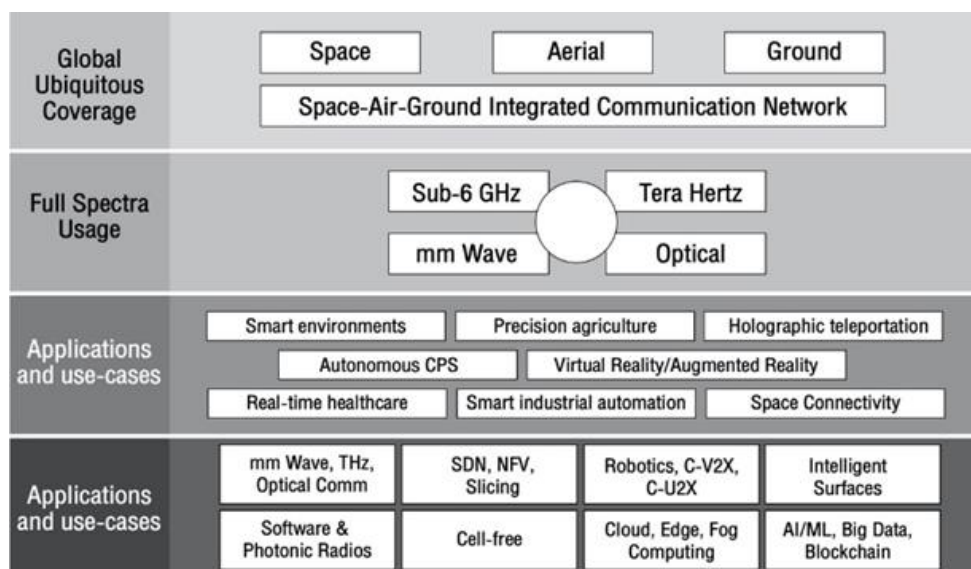 Global
Ubiquitous
Coverage
Space
Aerial
Ground
Space-Air-Ground Integrated Communication Network
Full Spectra
Usage
Sub-6 GHz
Tera Hertz
mm Wave
Optical
Applications
and use-cases
Smart environments
Precision agriculture
Holographic teleportation
Autonomous CPS
Virtual Reality/Augmented Reality
Real-time healthcare
Smart industrial automation
Space Connectivity
Applications
and use-cases
mm Wave, THz,
Optical Comm
SDN, NFV,
Slicing
Robotics, C-V2X,
C-U2X
Intelligent
Surfaces
Software &
Photonic Radios
Cell-free
Cloud, Edge, Fog
Computing
AI/ML, Big Data,
Blockchain